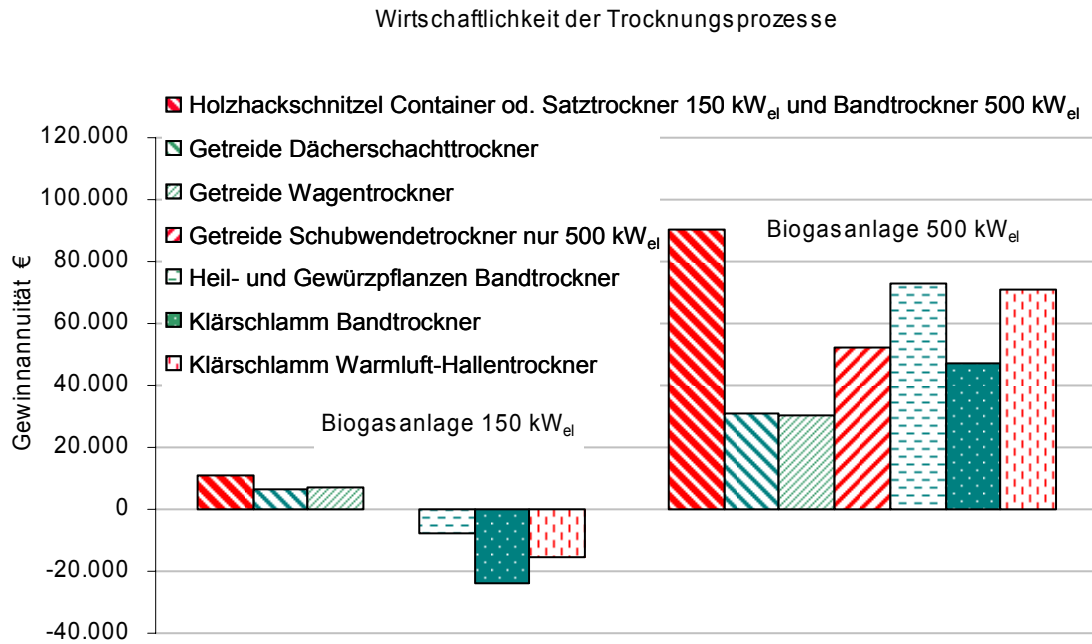 Wirtschaftlichkeit der Trocknungsprozesse
Holzhackschnitzel Container od. Satztrockner 150 kWel und Bandtrockner 500 kWel
Getreide Dächerschachttrockner
Getreide Wagentrockner
Getreide Schubwendetrockner nur 500 kWel
Heil- und Gewürzpflanzen Bandtrockner
Klärschlamm Bandtrockner
Klärschlamm Warmluft-Hallentrockner
Biogasanlage 150 kWel
Biogasanlage 500 kWel
Gewinnannuität €
120.000
100.000
80.000
60.000
40.000
20.000
0
-20.000
-40.000